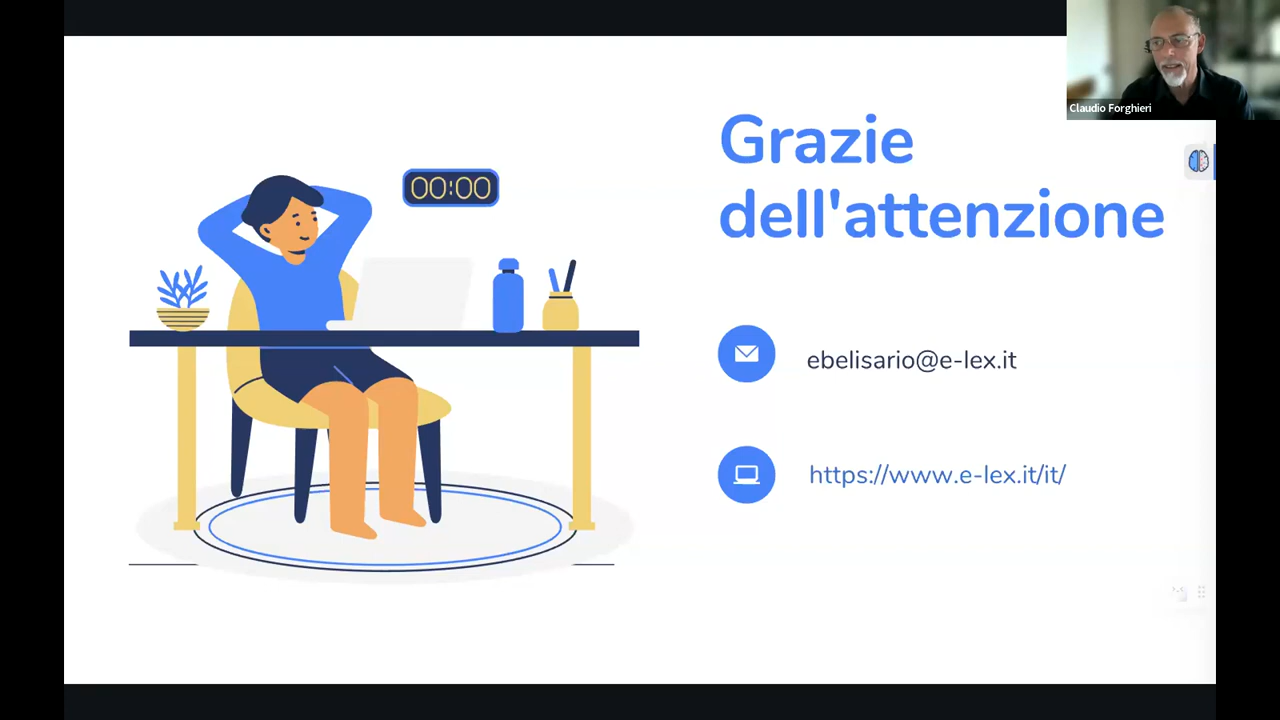 Claudio Forghieri
Grazie
dell'attenzione
00:00
ebelisario@e-lex.it
https://www.e-lex.it/it/